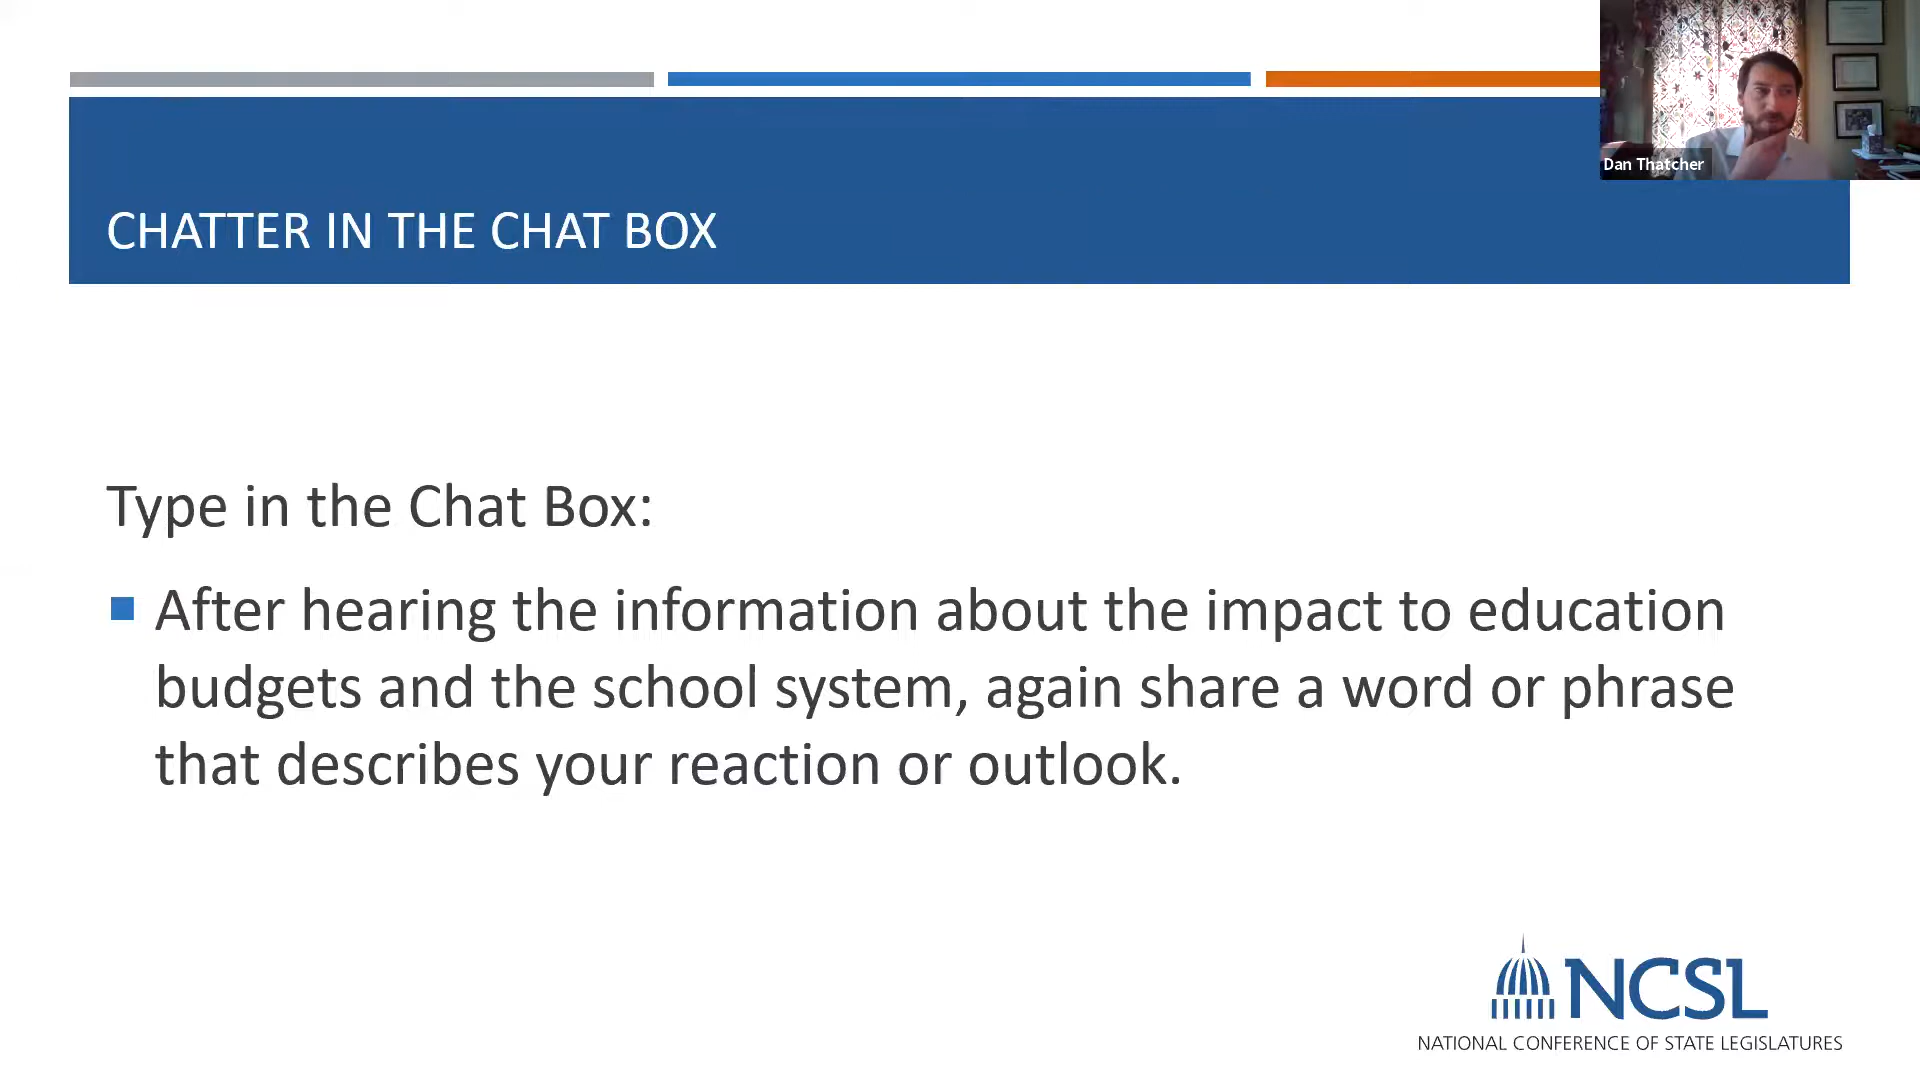 Dan Thatcher
CHATTER IN THE CHAT BOX
Type in the Chat Box:
After hearing the information about the impact to education
budgets and the school system, again share a word or phrase
that describes your reaction or outlook.
NCSL
NATIONAL CONFERENCE OF STATE LEGISLATURES